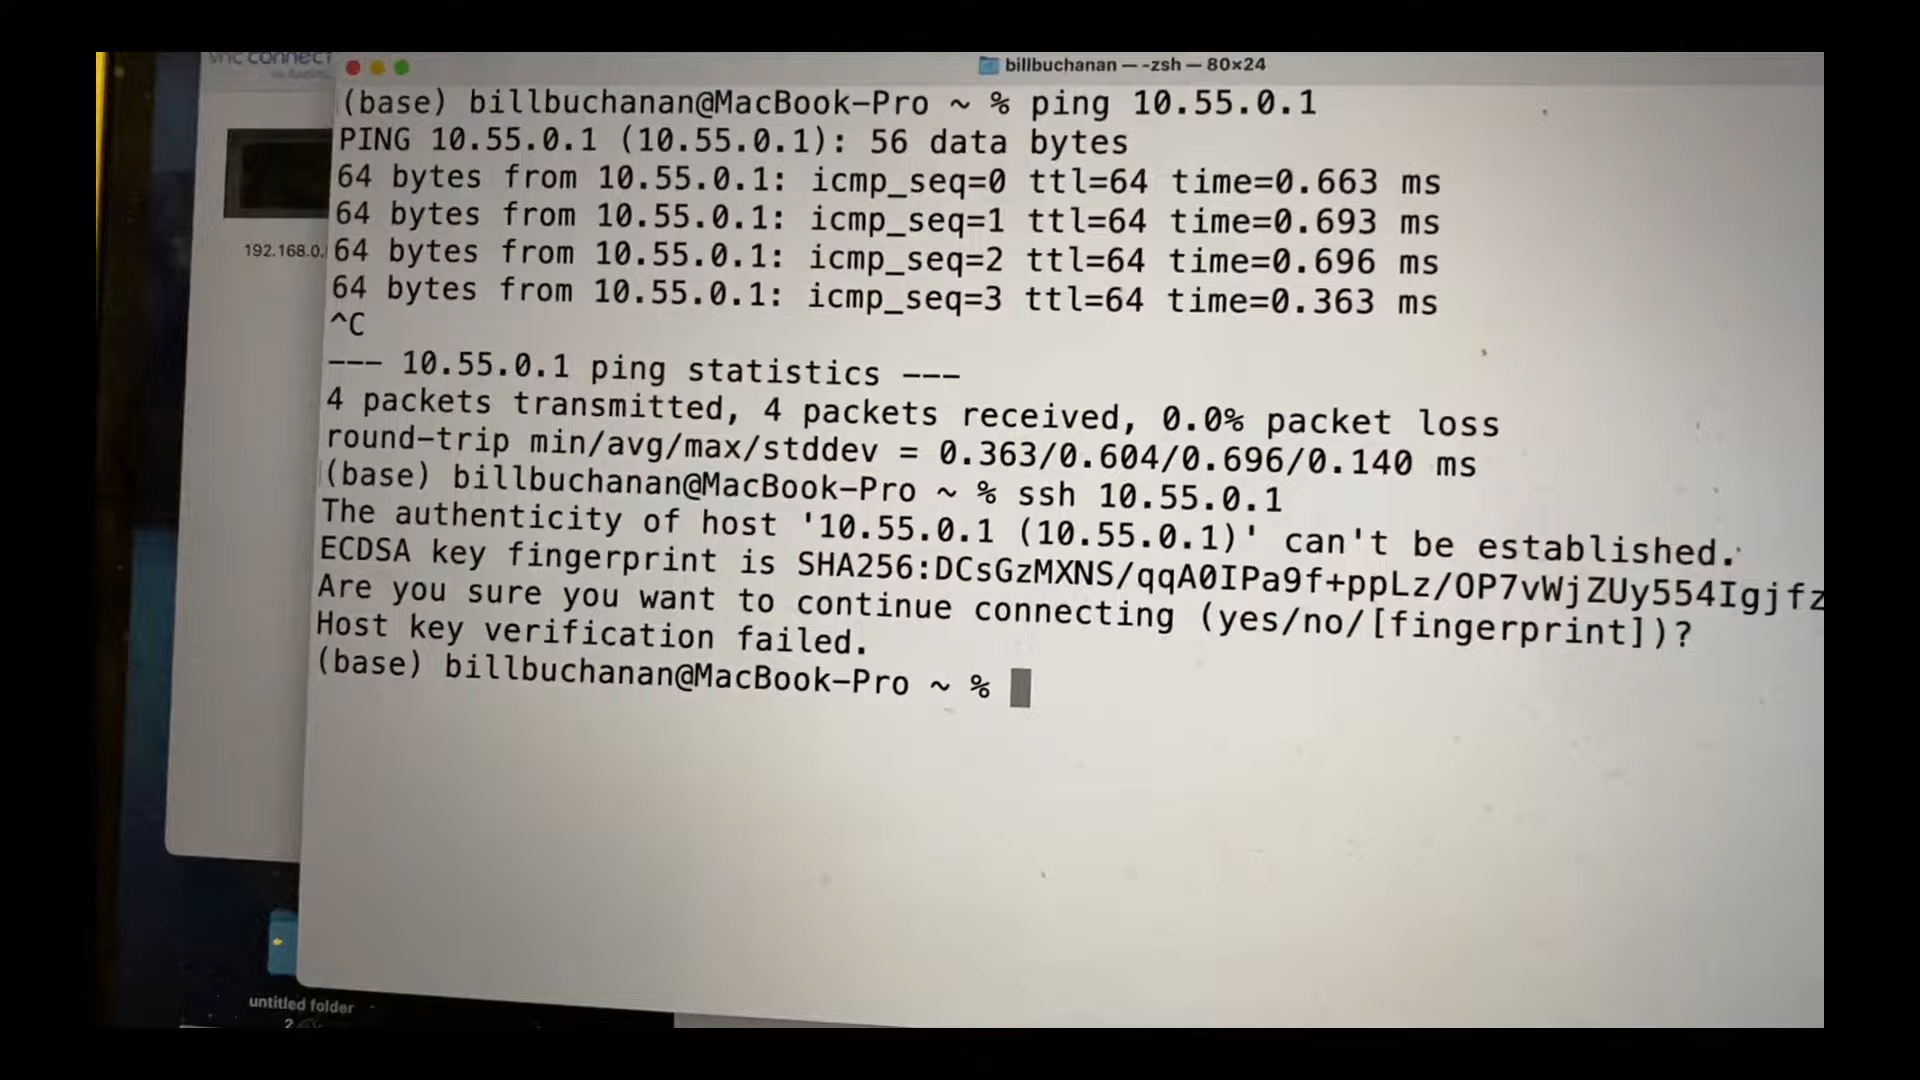 vnc connect
billbuchanan — -zsh — 80×24
(base) billbuchanan@MacBook-Pro ~ % ping 10.55.0.1
PING 10.55.0.1 (10.55.0.1): 56 data bytes
64 bytes from 10.55.0.1: icmp_seq=0 ttl=64 time=0.663 ms
64 bytes from 10.55.0.1: icmp_seq=1 ttl=64 time=0.693 ms
64 bytes from 10.55.0.1: icmp_seq=2 ttl=64 time=0.696 ms
64 bytes from 10.55.0.1: icmp_seq=3 ttl=64 time=0.363 ms
^C
--- 10.55.0.1 ping statistics ---
4 packets transmitted, 4 packets received, 0.0% packet loss
round-trip min/avg/max/stddev = 0.363/0.604/0.696/0.140 ms
(base) billbuchanan@MacBook-Pro ~ % ssh 10.55.0.1
The authenticity of host '10.55.0.1 (10.55.0.1)' can't be established.
ECDSA key fingerprint is SHA256:DCsGzMXNS/qqA0IPa9f+ppLz/OP7vWjZUy554Igjfz
Are you sure you want to continue connecting (yes/no/[fingerprint])?
Host key verification failed.
(base) billbuchanan@MacBook-Pro ~ %
192.168.0.
untitled folder
2